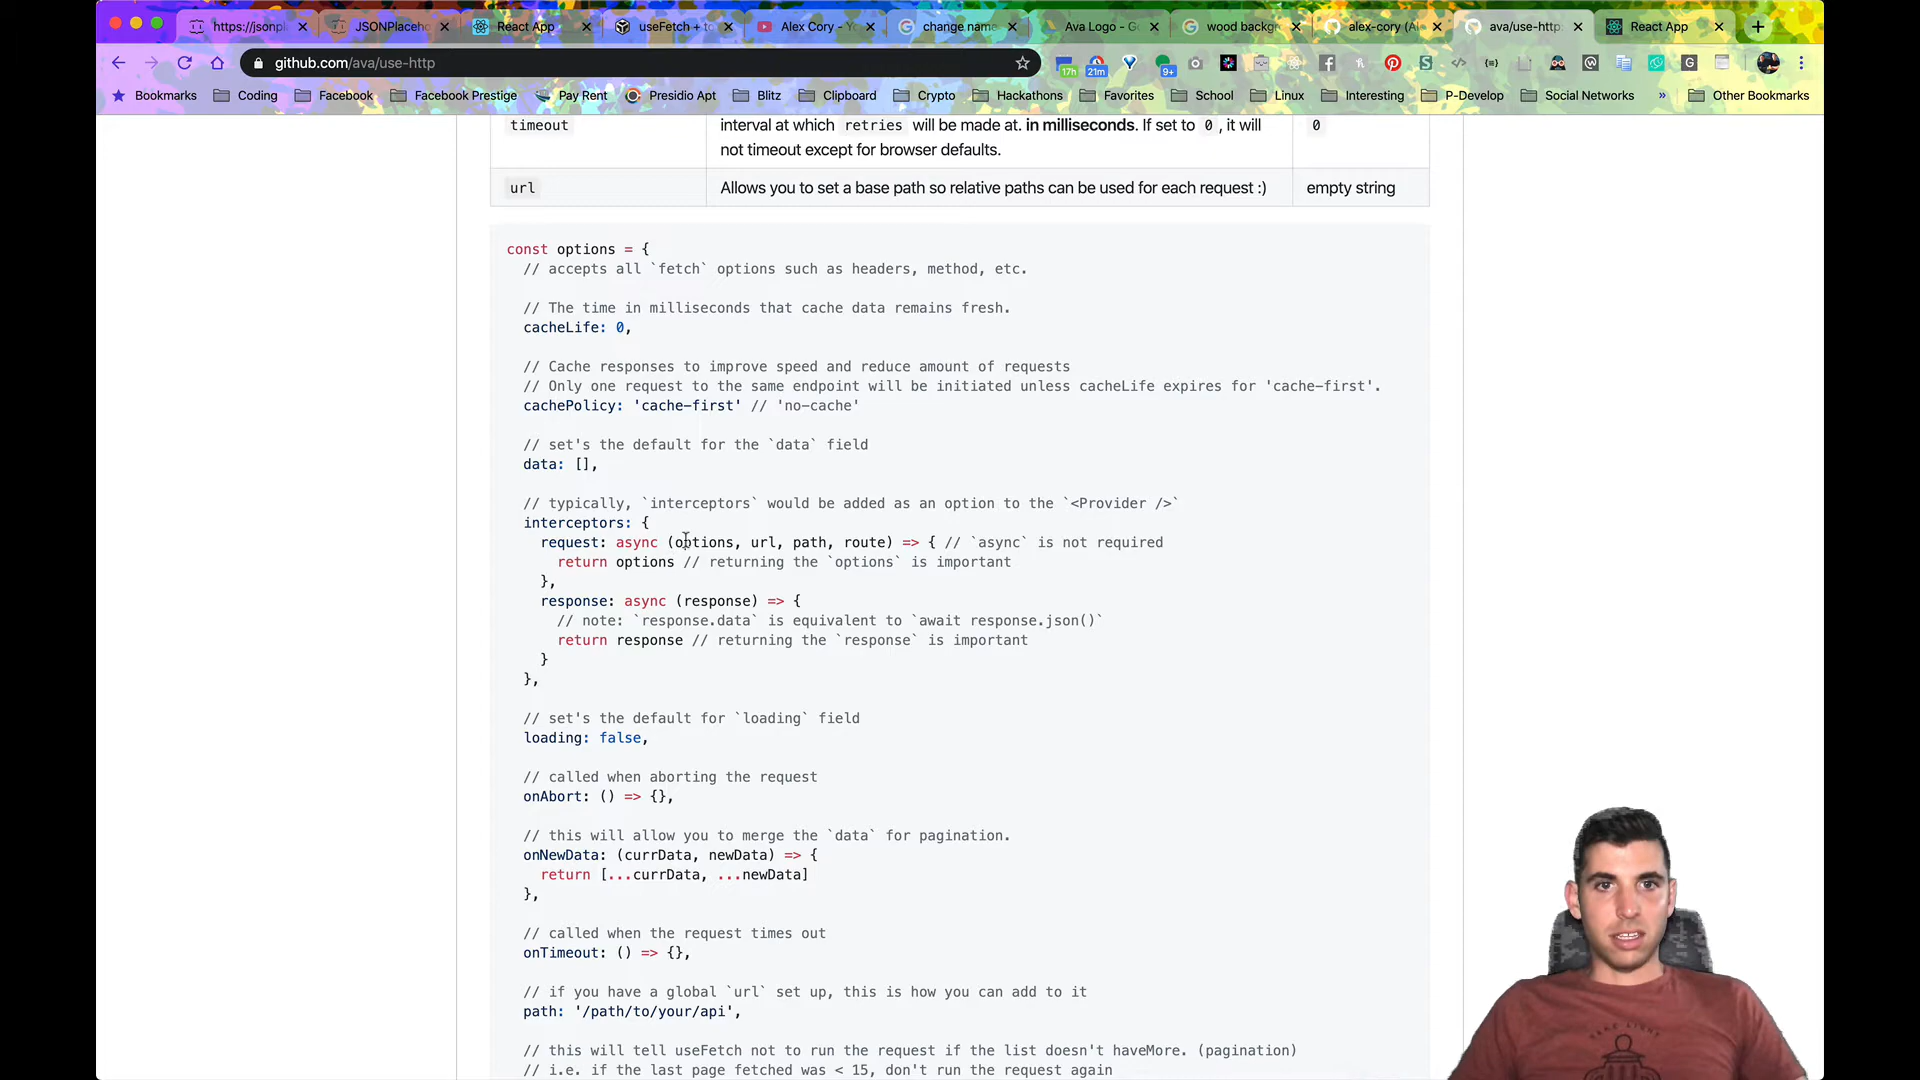 https://jsonpl
JSONPlaceho
React App
useFetch + to
Alex Cory - Yo
change name
Ava Logo - Go
wood backg
alex-cory (Al
ava/use-http
React App
github.com/ava/use-http
17h
21m
9+
Bookmarks
Coding
Facebook
Facebook Prestige
Pay Rent
Presidio Apt
Blitz
Clipboard
Crypto
Hackathons
Favorites
School
Linux
Interesting
P-Develop
Social Networks
»
Other Bookmarks
timeout
interval at which retries will be made at. in milliseconds. If set to 0 , it will
not timeout except for browser defaults.
0
url
Allows you to set a base path so relative paths can be used for each request :)
empty string
const options = {
// accepts all `fetch` options such as headers, method, etc.
// The time in milliseconds that cache data remains fresh.
cacheLife: 0,
// Cache responses to improve speed and reduce amount of requests
// Only one request to the same endpoint will be initiated unless cacheLife expires for 'cache-first'.
cachePolicy: 'cache-first' // 'no-cache'
// set's the default for the `data` field
data: [],
// typically, `interceptors` would be added as an option to the `<Provider />`
interceptors: {
request: async (options, url, path, route) => { // `async` is not required
return options // returning the `options` is important
},
response: async (response) => {
// note: `response.data` is equivalent to `await response.json()`
return response // returning the `response` is important
}
},
// set's the default for `loading` field
loading: false,
// called when aborting the request
onAbort: () => {},
// this will allow you to merge the `data` for pagination.
onNewData: (currData, newData) => {
return [...currData, ...newData]
},
// called when the request times out
onTimeout: () => {},
// if you have a global `url` set up, this is how you can add to it
path: '/path/to/your/api',
// this will tell useFetch not to run the request if the list doesn't haveMore. (pagination)
// i.e. if the last page fetched was < 15, don't run the request again